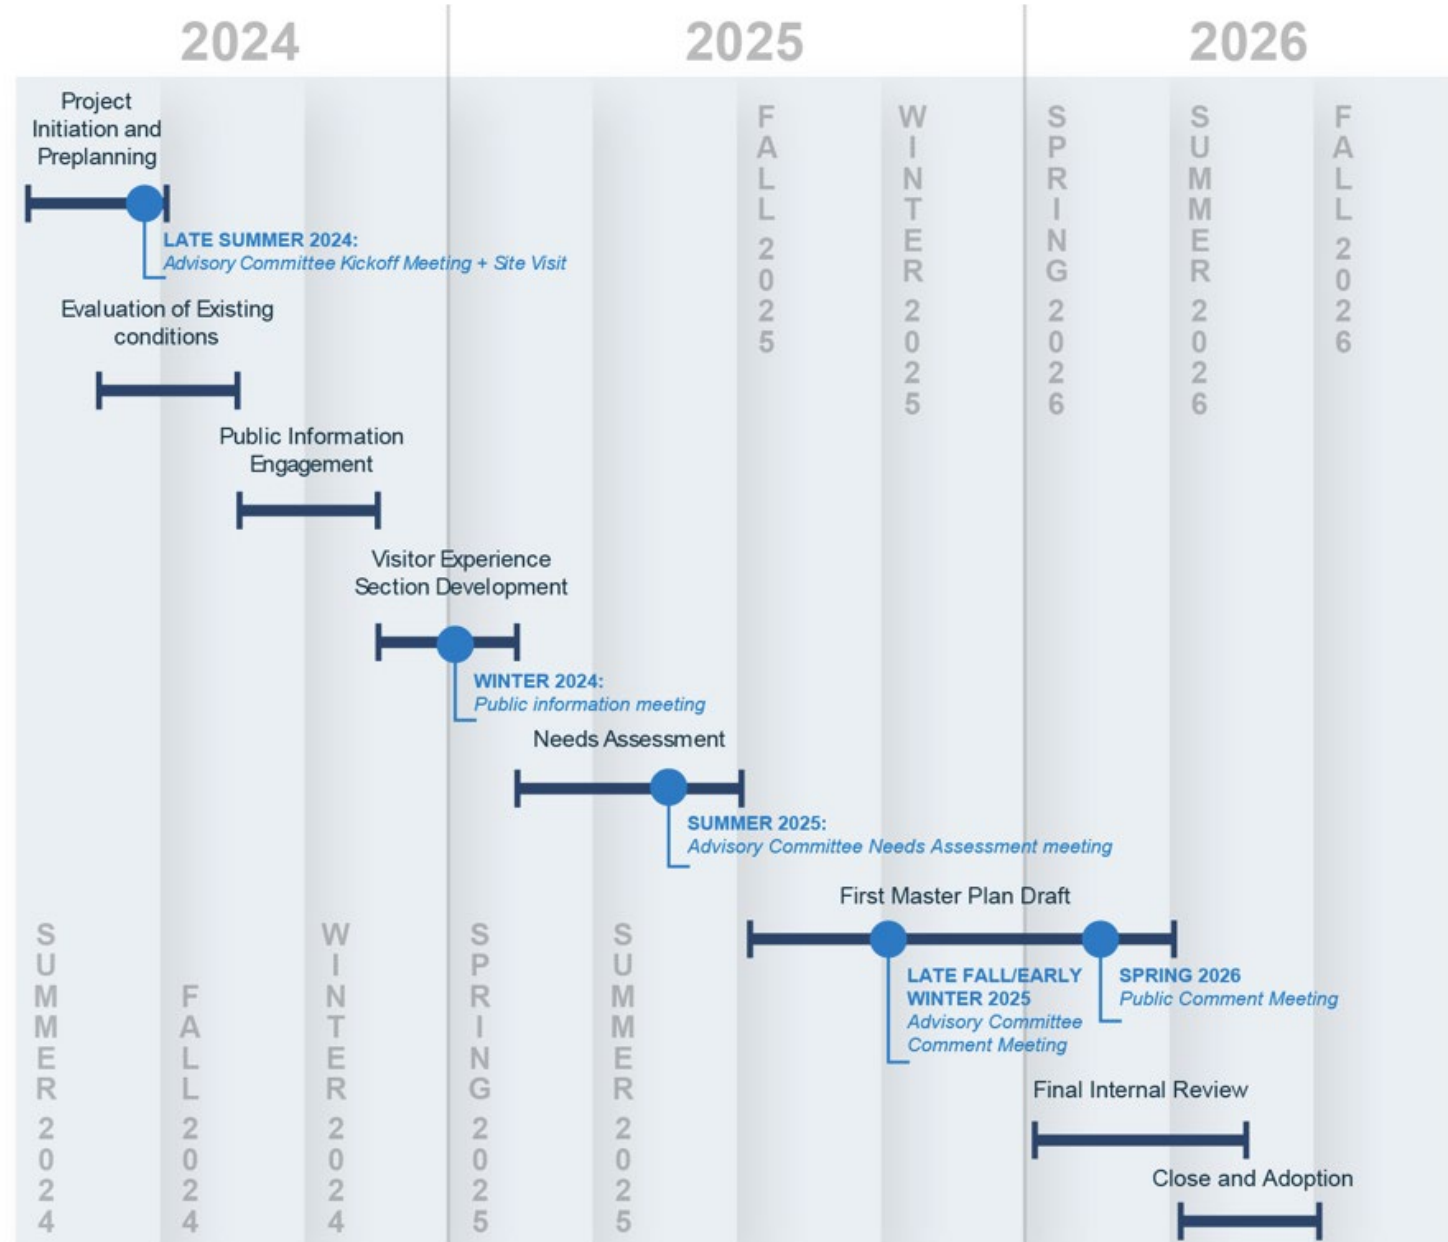 2024
2025
2026
Project
Initiation and
Preplanning
LATE SUMMER 2024:
Advisory Committee Kickoff Meeting + Site Visit
Evaluation of Existing
conditions
Public Information
Engagement
Visitor Experience
Section Development
WINTER 2024:
Public information meeting
Needs Assessment
SUMMER 2025:
Advisory Committee Needs Assessment meeting
First Master Plan Draft
LATE FALL/EARLY
WINTER 2025
Advisory Committee
Comment Meeting
SPRING 2026
Public Comment Meeting
Final Internal Review
Close and Adoption
SUMMER 2024
FALL 2024
WINTER 2024
SPRING 2025
SUMMER 2025
FALL 2025
WINTER 2025
SPRING 2026
SUMMER 2026
FALL 2026